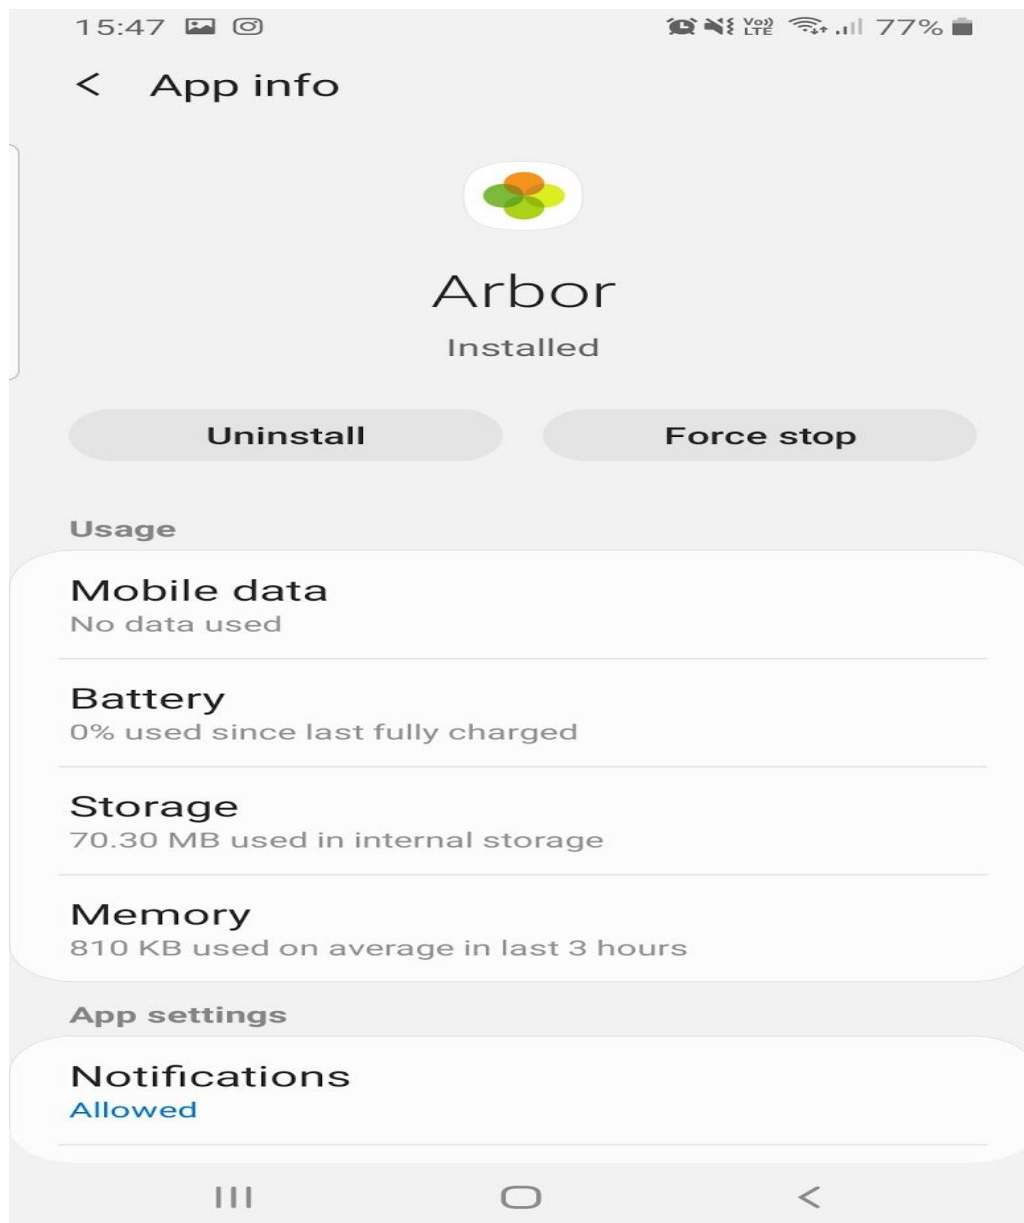 15:47 Vo)) LTE 77%
App info
Arbor
Installed
Uninstall Force stop
Usage
Mobile data
No data used
Battery
0% used since last fully charged
Storage
70.30 MB used in internal storage
Memory
810 KB used on average in last 3 hours
App settings
Notifications
Allowed